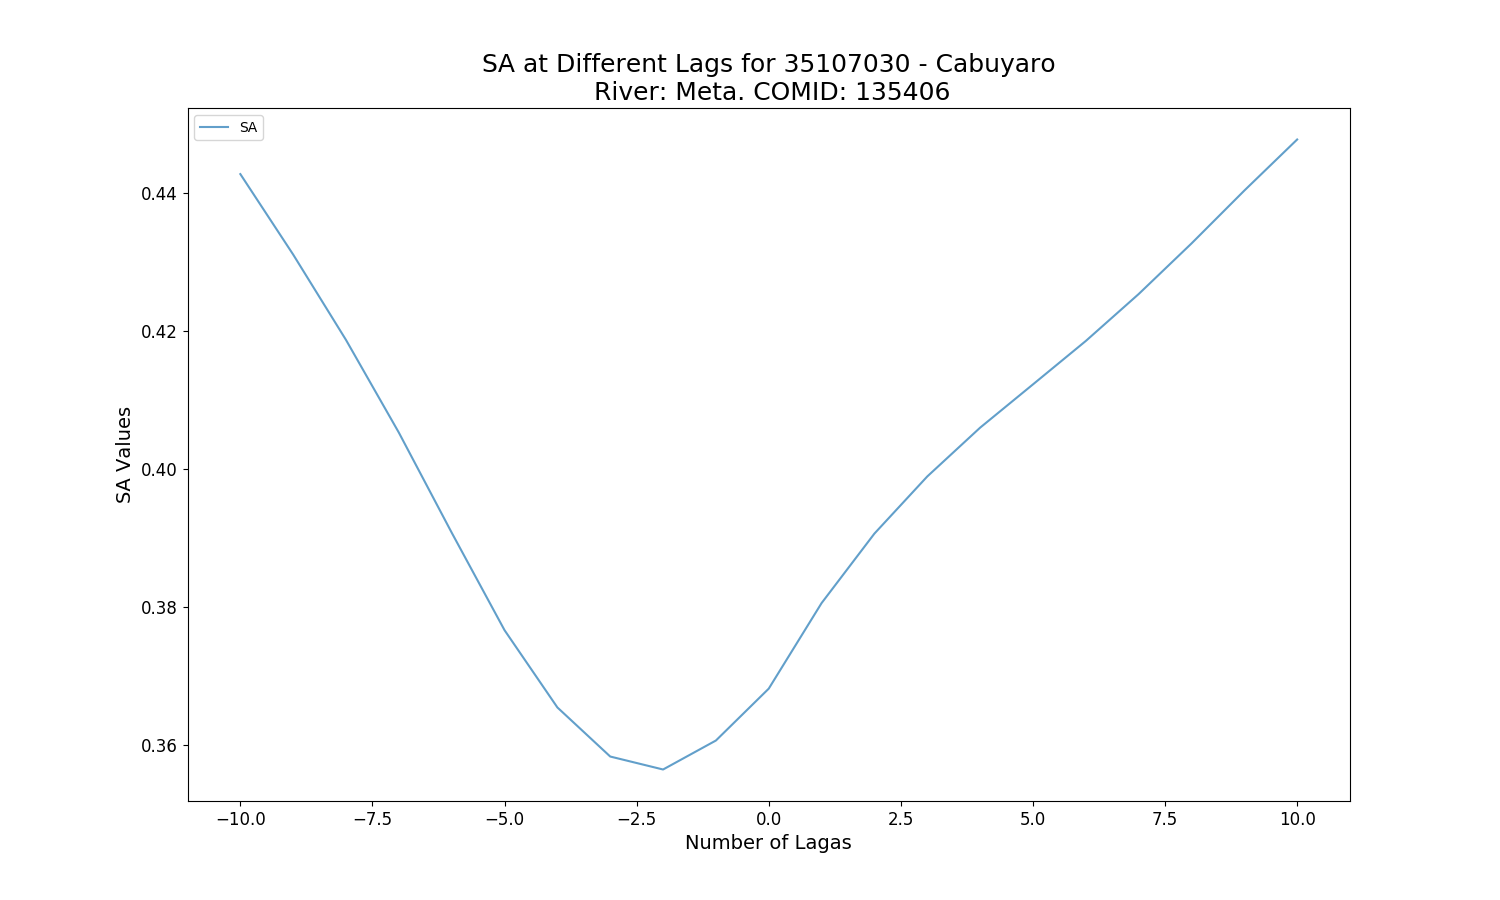 SA at Different Lags for 35107030 - Cabuyaro
River: Meta. COMID: 135406
SA
0.44
0.42
0.40
0.38
0.36
SA Values
−10.0 −7.5 −5.0 −2.5 0.0 2.5 5.0 7.5 10.0
Number of Lagas